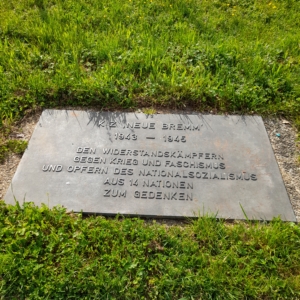 K Z "NEUE BREMM"
1943 — 1945
DEN WIDERSTANDSKÄMPFERN
GEGEN KRIEG UND FASCHISMUS
UND OPFERN DES NATIONALSOZIALISMUS
AUS 14 NATIONEN
ZUM GEDENKEN